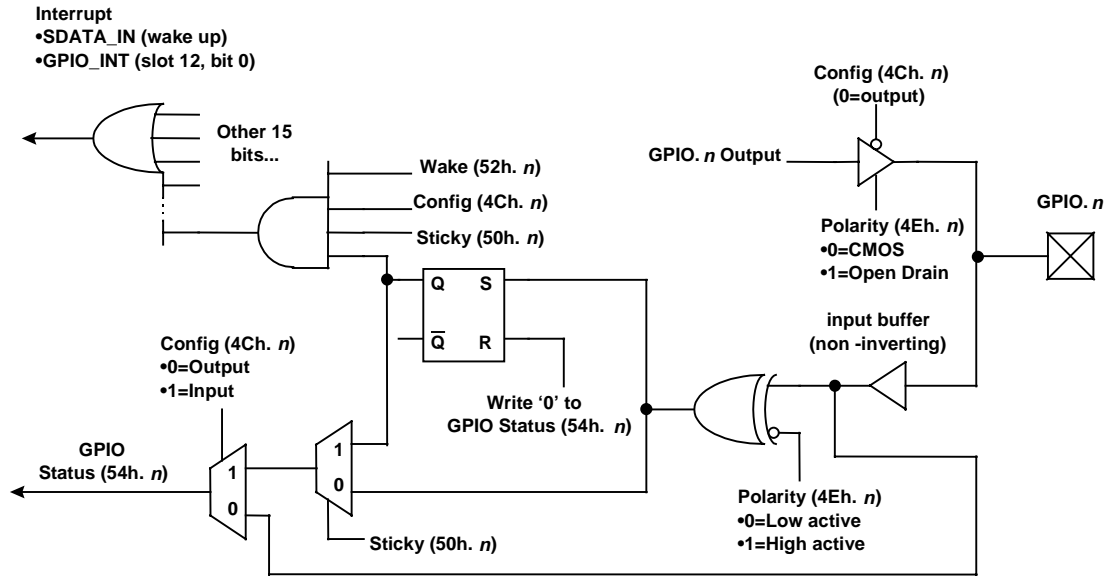 Interrupt
•SDATA_IN (wake up)
•GPIO_INT (slot 12, bit 0)
Other 15
bits...
Wake (52h. n)
Config (4Ch. n)
Sticky (50h. n)
Config (4Ch. n)
(0=output)
GPIO. n Output
Polarity (4Eh. n)
•0=CMOS
•1=Open Drain
GPIO. n
Q
S
Q̅
R
input buffer
(non -inverting)
Config (4Ch. n)
•0=Output
•1=Input
Write ‘0’ to
GPIO Status (54h. n)
GPIO
Status (54h. n)
1
0
1
0
Sticky (50h. n)
Polarity (4Eh. n)
•0=Low active
•1=High active